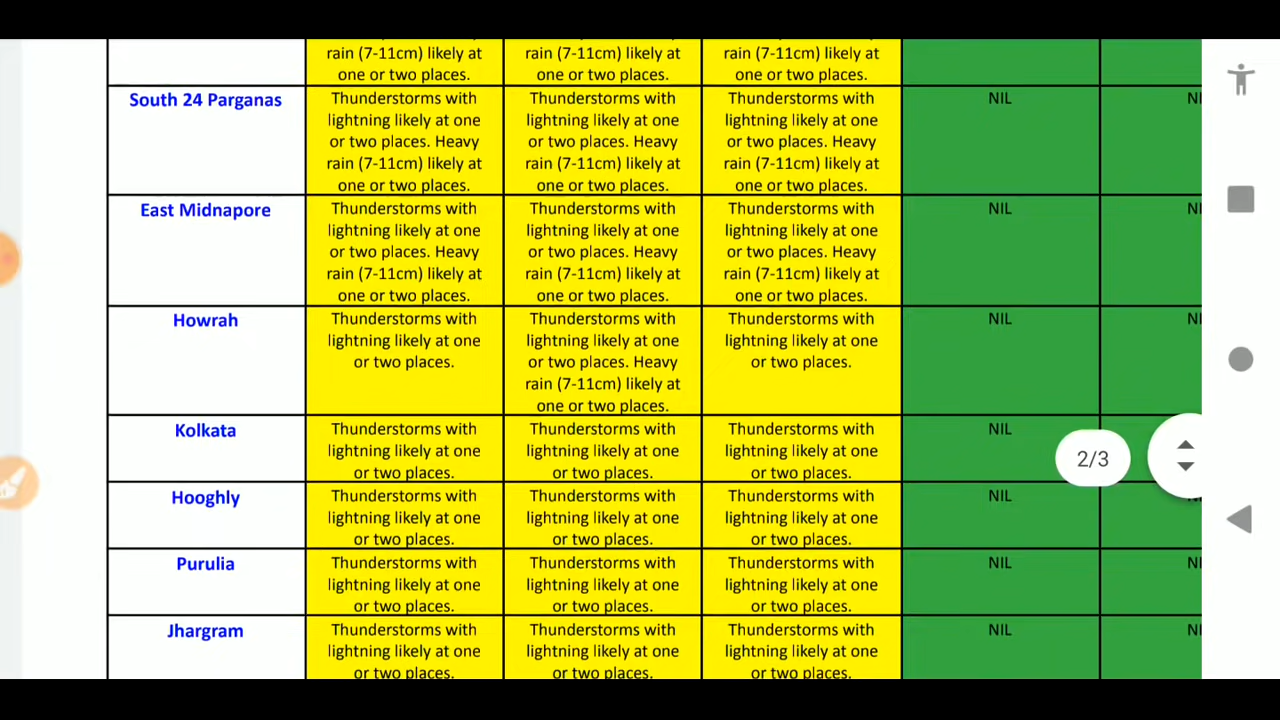 rain (7-11cm) likely at
one or two places.
rain (7-11cm) likely at
one or two places.
rain (7-11cm) likely at
one or two places.
South 24 Parganas
Thunderstorms with
lightning likely at one
or two places. Heavy
rain (7-11cm) likely at
one or two places.
Thunderstorms with
lightning likely at one
or two places. Heavy
rain (7-11cm) likely at
one or two places.
Thunderstorms with
lightning likely at one
or two places. Heavy
rain (7-11cm) likely at
one or two places.
NIL
East Midnapore
Thunderstorms with
lightning likely at one
or two places. Heavy
rain (7-11cm) likely at
one or two places.
Thunderstorms with
lightning likely at one
or two places. Heavy
rain (7-11cm) likely at
one or two places.
Thunderstorms with
lightning likely at one
or two places. Heavy
rain (7-11cm) likely at
one or two places.
NIL
Howrah
Thunderstorms with
lightning likely at one
or two places.
Thunderstorms with
lightning likely at one
or two places. Heavy
rain (7-11cm) likely at
one or two places.
Thunderstorms with
lightning likely at one
or two places.
NIL
Kolkata
Thunderstorms with
lightning likely at one
or two places.
Thunderstorms with
lightning likely at one
or two places.
Thunderstorms with
lightning likely at one
or two places.
NIL
2/3
Hooghly
Thunderstorms with
lightning likely at one
or two places.
Thunderstorms with
lightning likely at one
or two places.
Thunderstorms with
lightning likely at one
or two places.
NIL
Purulia
Thunderstorms with
lightning likely at one
or two places.
Thunderstorms with
lightning likely at one
or two places.
Thunderstorms with
lightning likely at one
or two places.
NIL
Jhargram
Thunderstorms with
lightning likely at one
or two places.
Thunderstorms with
lightning likely at one
or two places.
Thunderstorms with
lightning likely at one
or two places.
NIL